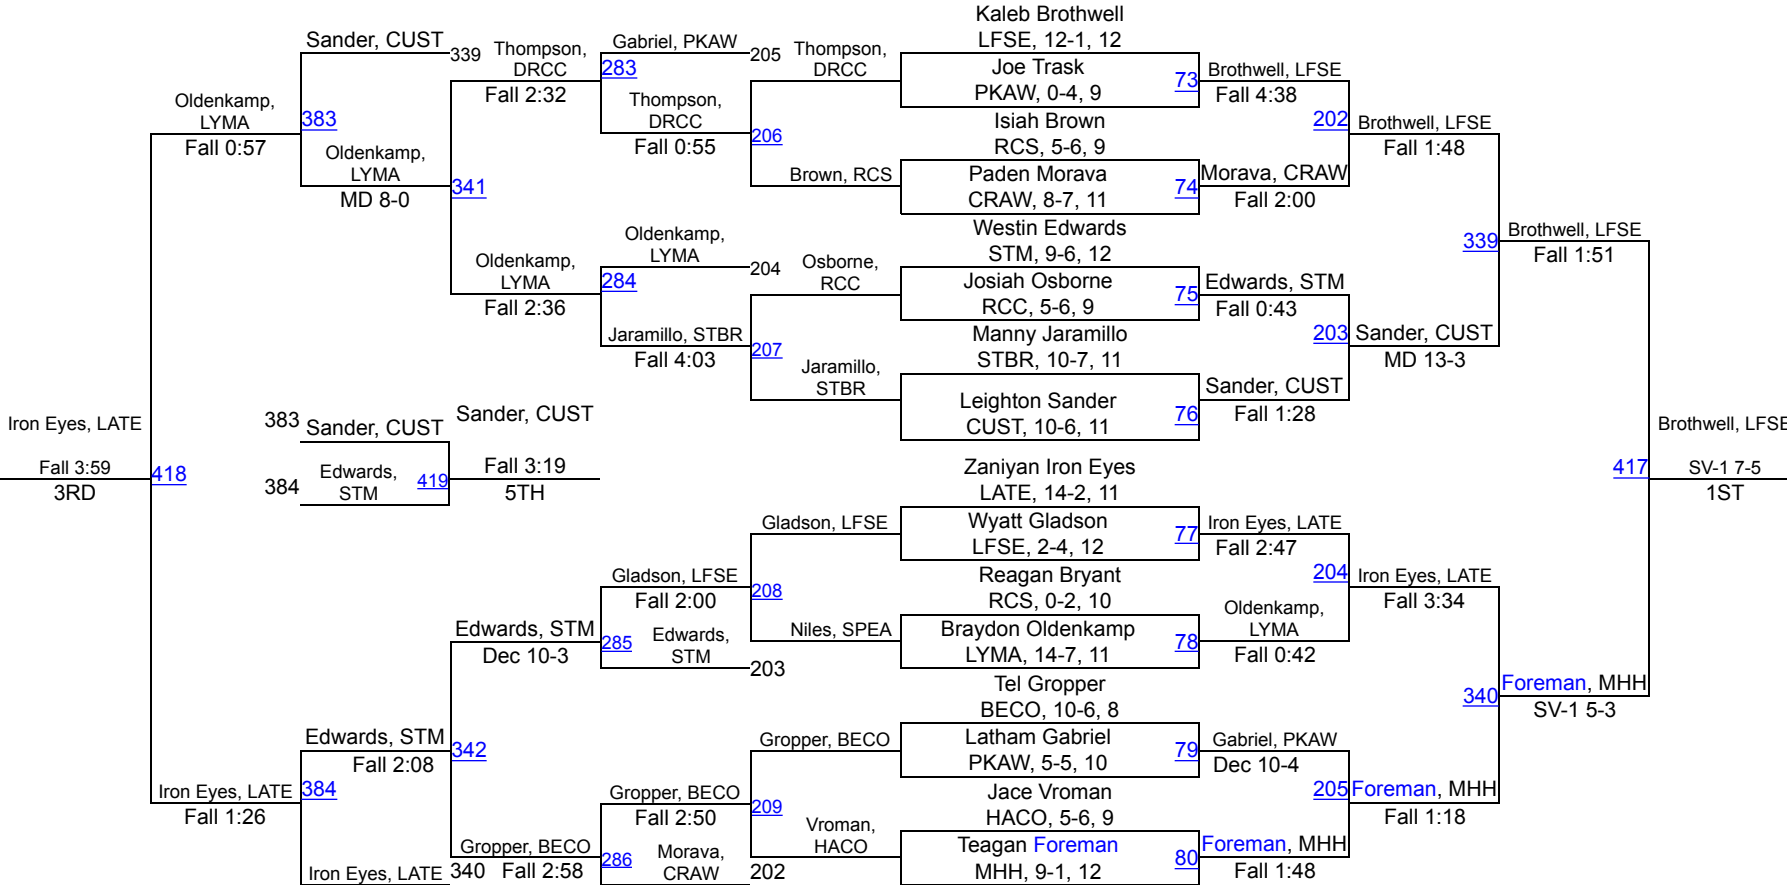 Kaleb Brothwell
LFSE, 12-1, 12
Joe Trask
PKAW, 0-4, 9
Isiah Brown
RCS, 5-6, 9
Paden Morava
CRAW, 8-7, 11
Westin Edwards
STM, 9-6, 12
Josiah Osborne
RCC, 5-6, 9
Manny Jaramillo
STBR, 10-7, 11
Leighton Sander
CUST, 10-6, 11
Zaniyan Iron Eyes
LATE, 14-2, 11
Wyatt Gladson
LFSE, 2-4, 12
Reagan Bryant
RCS, 0-2, 10
Braydon Oldenkamp
LYMA, 14-7, 11
Tel Gropper
BECO, 10-6, 8
Latham Gabriel
PKAW, 5-5, 10
Jace Vroman
HACO, 5-6, 9
Teagan Foreman
MHH, 9-1, 12
73
74
75
76
77
78
79
80
Brothwell, LFSE
Fall 4:38
Morava, CRAW
Fall 2:00
Edwards, STM
Fall 0:43
Sander, CUST
Fall 1:28
Iron Eyes, LATE
Fall 2:47
Oldenkamp,
LYMA
Fall 0:42
Gabriel, PKAW
Dec 10-4
Foreman, MHH
Fall 1:48
202
203
204
205
Brothwell, LFSE
Fall 1:48
Sander, CUST
MD 13-3
Iron Eyes, LATE
Fall 3:34
Foreman, MHH
Fall 1:18
339
340
Brothwell, LFSE
Fall 1:51
Foreman, MHH
SV-1 5-3
417
Brothwell, LFSE
SV-1 7-5
1ST
Thompson,
DRCC
Brown, RCS
Osborne,
RCC
Jaramillo,
STBR
Gladson, LFSE
Niles, SPEA
Gropper, BECO
Vroman,
HACO
205
206
204
207
208
203
209
202
Gabriel, PKAW
Thompson,
DRCC
Fall 0:55
Oldenkamp,
LYMA
Jaramillo, STBR
Fall 4:03
Gladson, LFSE
Fall 2:00
Edwards,
STM
Gropper, BECO
Fall 2:50
Morava,
CRAW
283
284
285
286
Thompson,
DRCC
Fall 2:32
Oldenkamp,
LYMA
Fall 2:36
Edwards, STM
Dec 10-3
Gropper, BECO
Fall 2:58
339
341
342
340
Sander, CUST
Oldenkamp,
LYMA
MD 8-0
Edwards, STM
Fall 2:08
Iron Eyes, LATE
383
384
Oldenkamp,
LYMA
Fall 0:57
Iron Eyes, LATE
Fall 1:26
418
Iron Eyes, LATE
Fall 3:59
3RD
383
Sander, CUST
384
Edwards,
STM
419
Sander, CUST
Fall 3:19
5TH